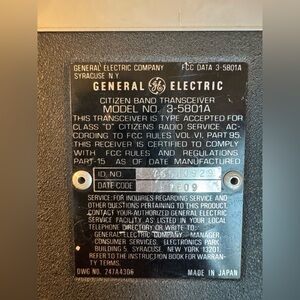 GENERAL ELECTRIC COMPANY FCC DATA 3-5801A
SYRACUSE N.Y.
GENERAL GE ELECTRIC
CITIZEN BAND TRANSCEIVER
MODEL NO. 3-5801A
THIS TRANSCEIVER IS TYPE ACCEPTED FOR
CLASS "D" CITIZENS RADIO SERVICE AC-
CORDING TO FCC RULES VOL. VI, PART 95.
THIS RECEIVER IS CERTIFIED TO COMPLY
WITH FCC RULES AND REGULATIONS
PART-15 AS OF DATE MANUFACTURED.
ID. NO.
DATE CODE
SERVICE: FOR INQUIRIES REGARDING SERVICE AND
OTHER QUESTIONS PERTAINING TO THIS PRODUCT,
CONTACT YOUR AUTHORIZED GENERAL ELECTRIC
SERVICE FACILITY AS LISTED IN YOUR LOCAL
TELEPHONE DIRECTORY OR WRITE TO:
GENERAL ELECTRIC COMPANY, MANAGER,
CONSUMER SERVICES, ELECTRONICS PARK,
BUILDING 5, SYRACUSE, NEW YORK 13201.
REFER TO THE INSTRUCTION BOOK FOR WARRAN-
TY TERMS.
DWG NO. 247A4306 MADE IN JAPAN